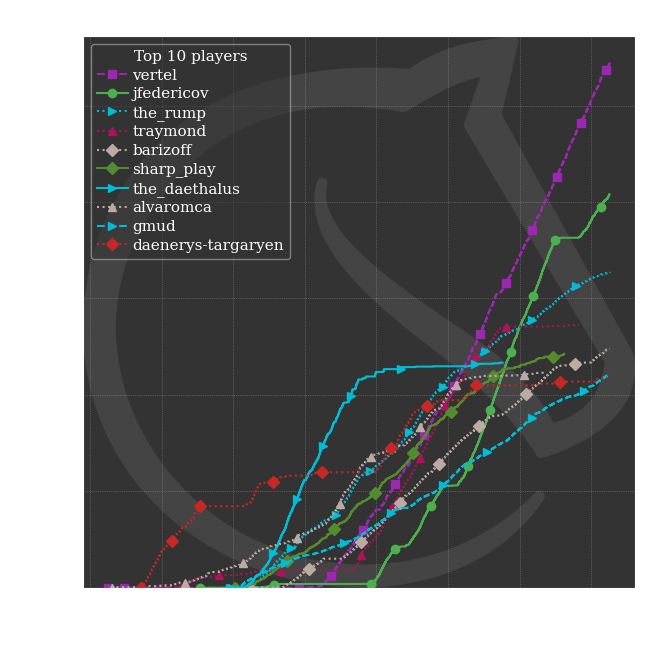 Top 10 players
vertel
jfedericov
the_rump
traymond
barizoff
sharp_play
the_daethalus
alvaromca
gmud
daenerys-targaryen